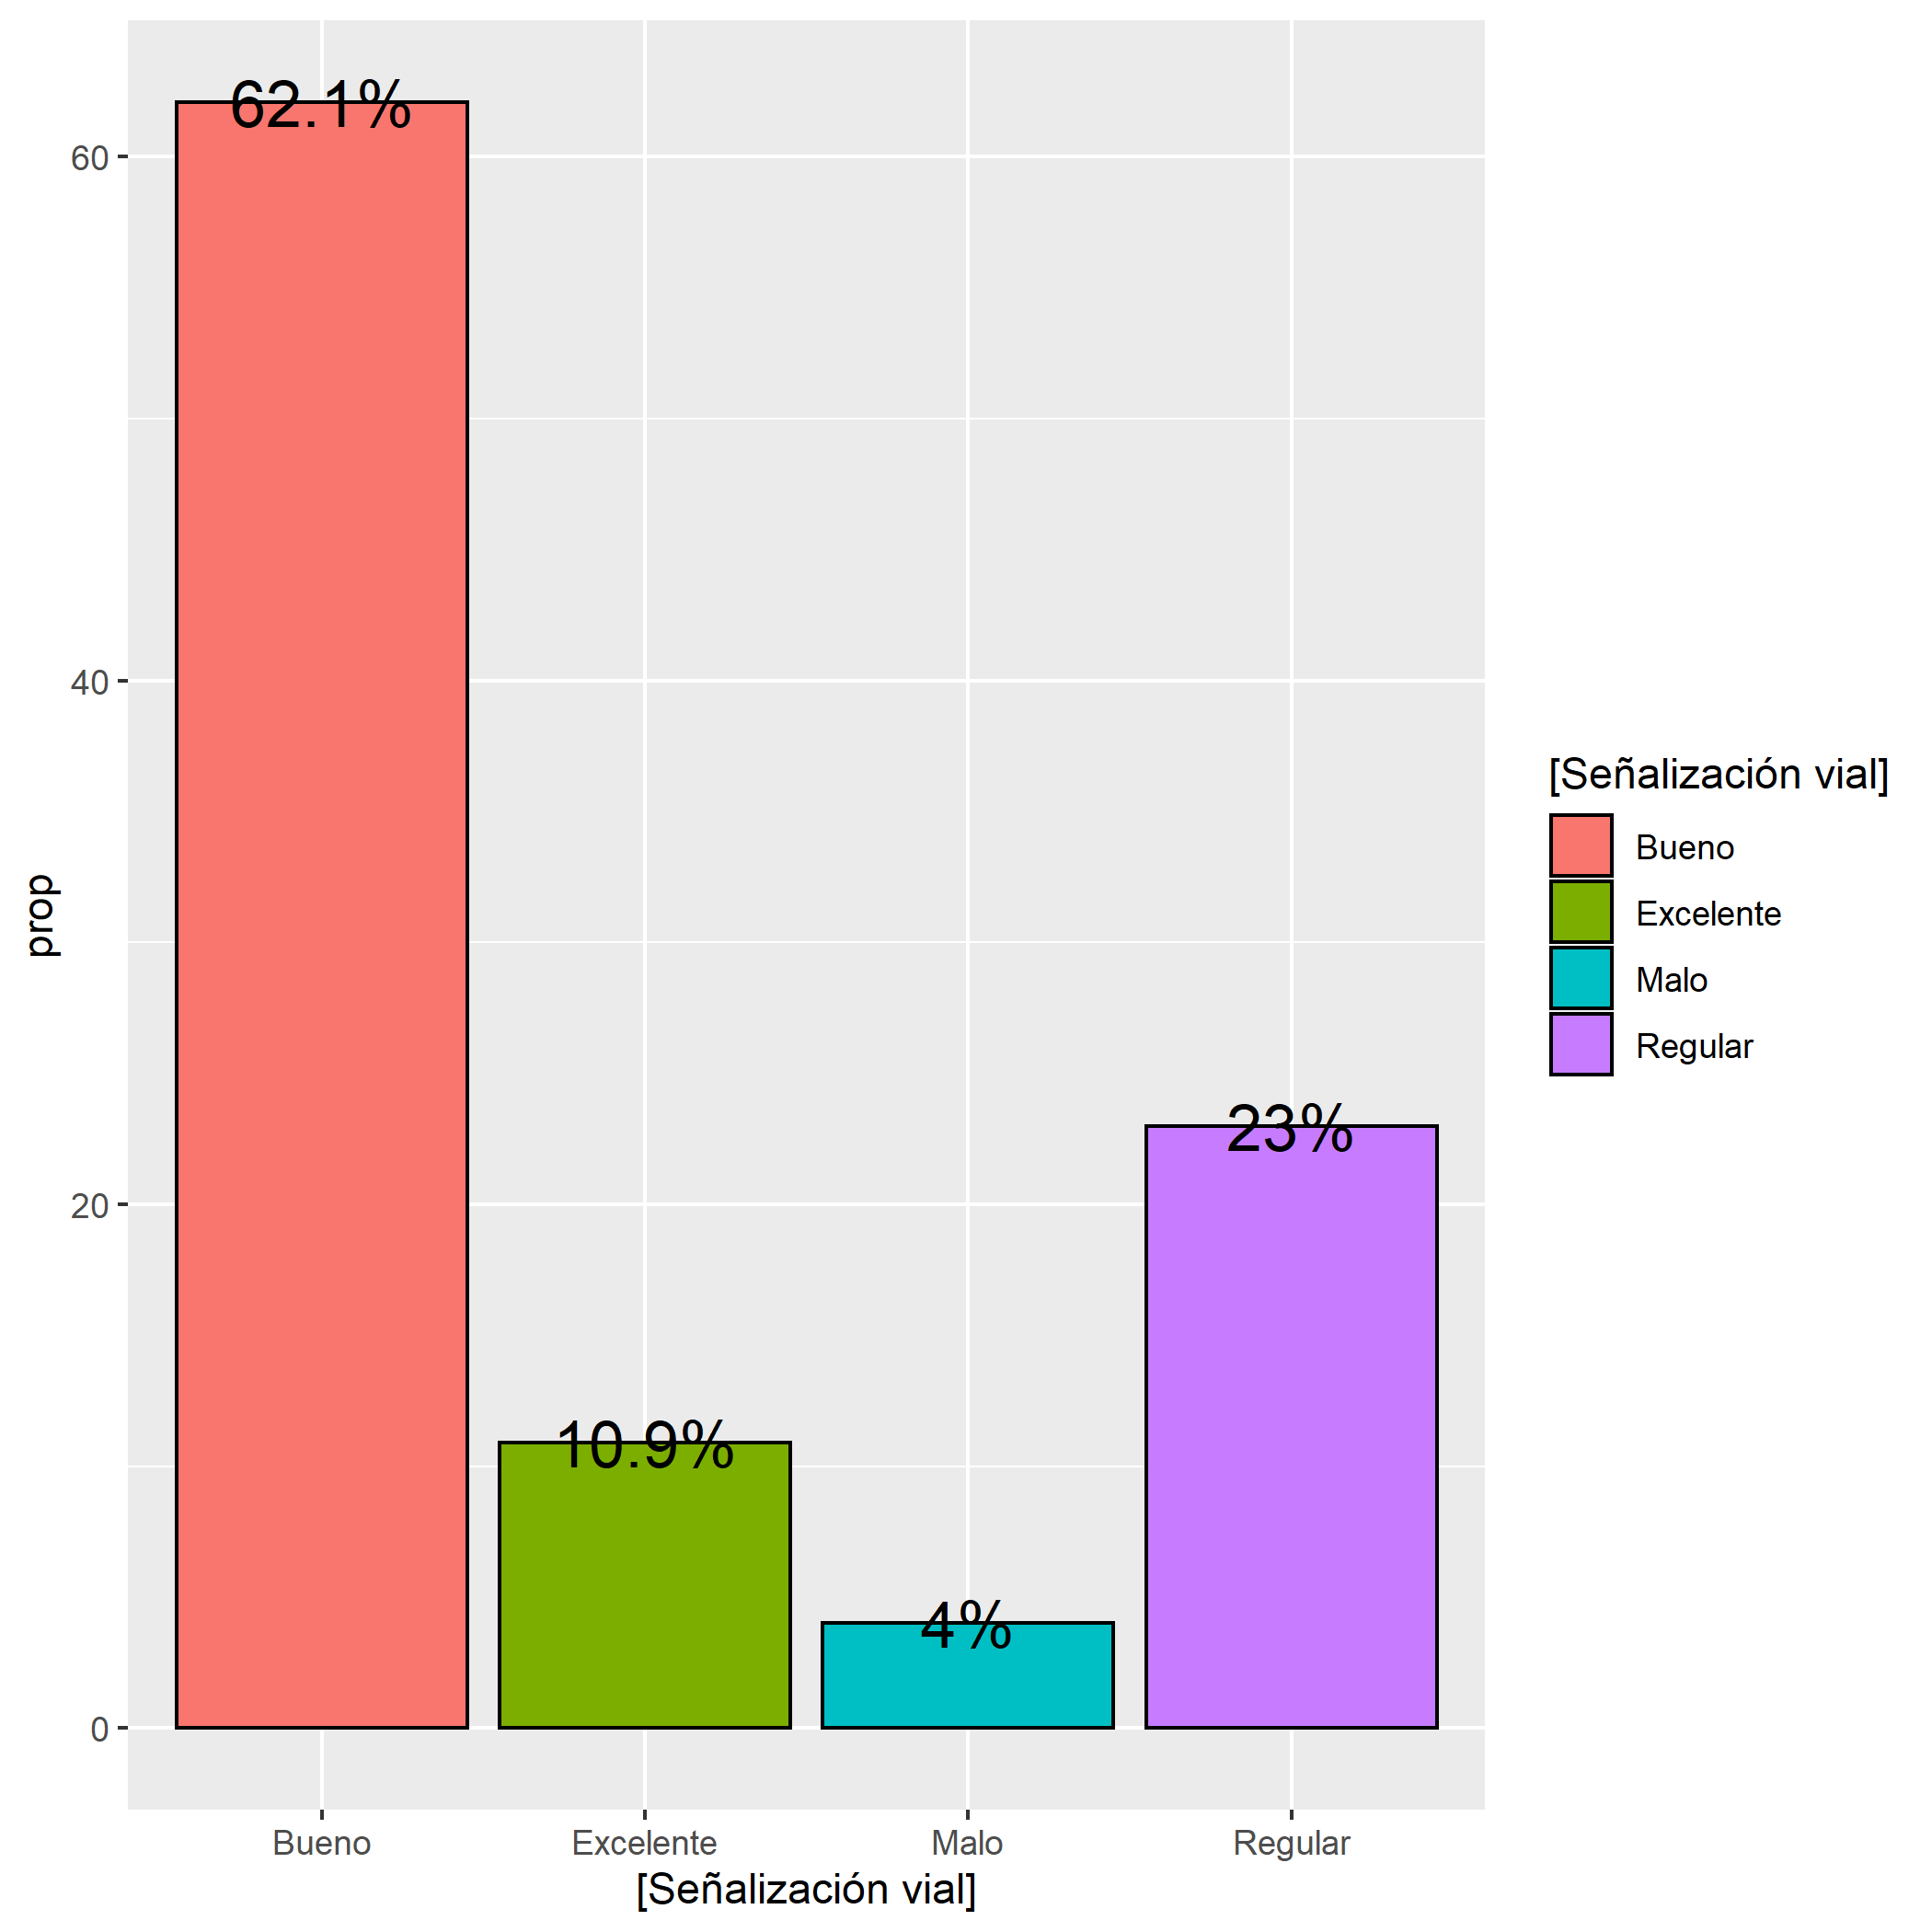 62.1%
60
40
20
0
prop
10.9%
4%
23%
Bueno
Excelente
Malo
Regular
[Señalización vial]
[Señalización vial]
Bueno
Excelente
Malo
Regular